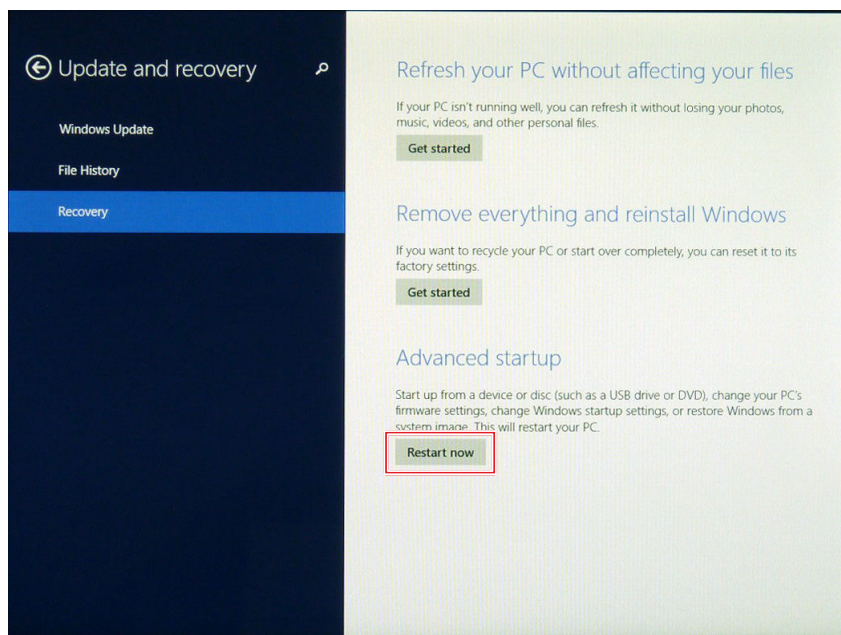 Update and recovery
Windows Update
File History
Recovery
Refresh your PC without affecting your files
If your PC isn't running well, you can refresh it without losing your photos,
music, videos, and other personal files.
Get started
Remove everything and reinstall Windows
If you want to recycle your PC or start over completely, you can reset it to its
factory settings.
Get started
Advanced startup
Start up from a device or disc (such as a USB drive or DVD), change your PC's
firmware settings, change Windows startup settings, or restore Windows from a
system image. This will restart your PC.
Restart now